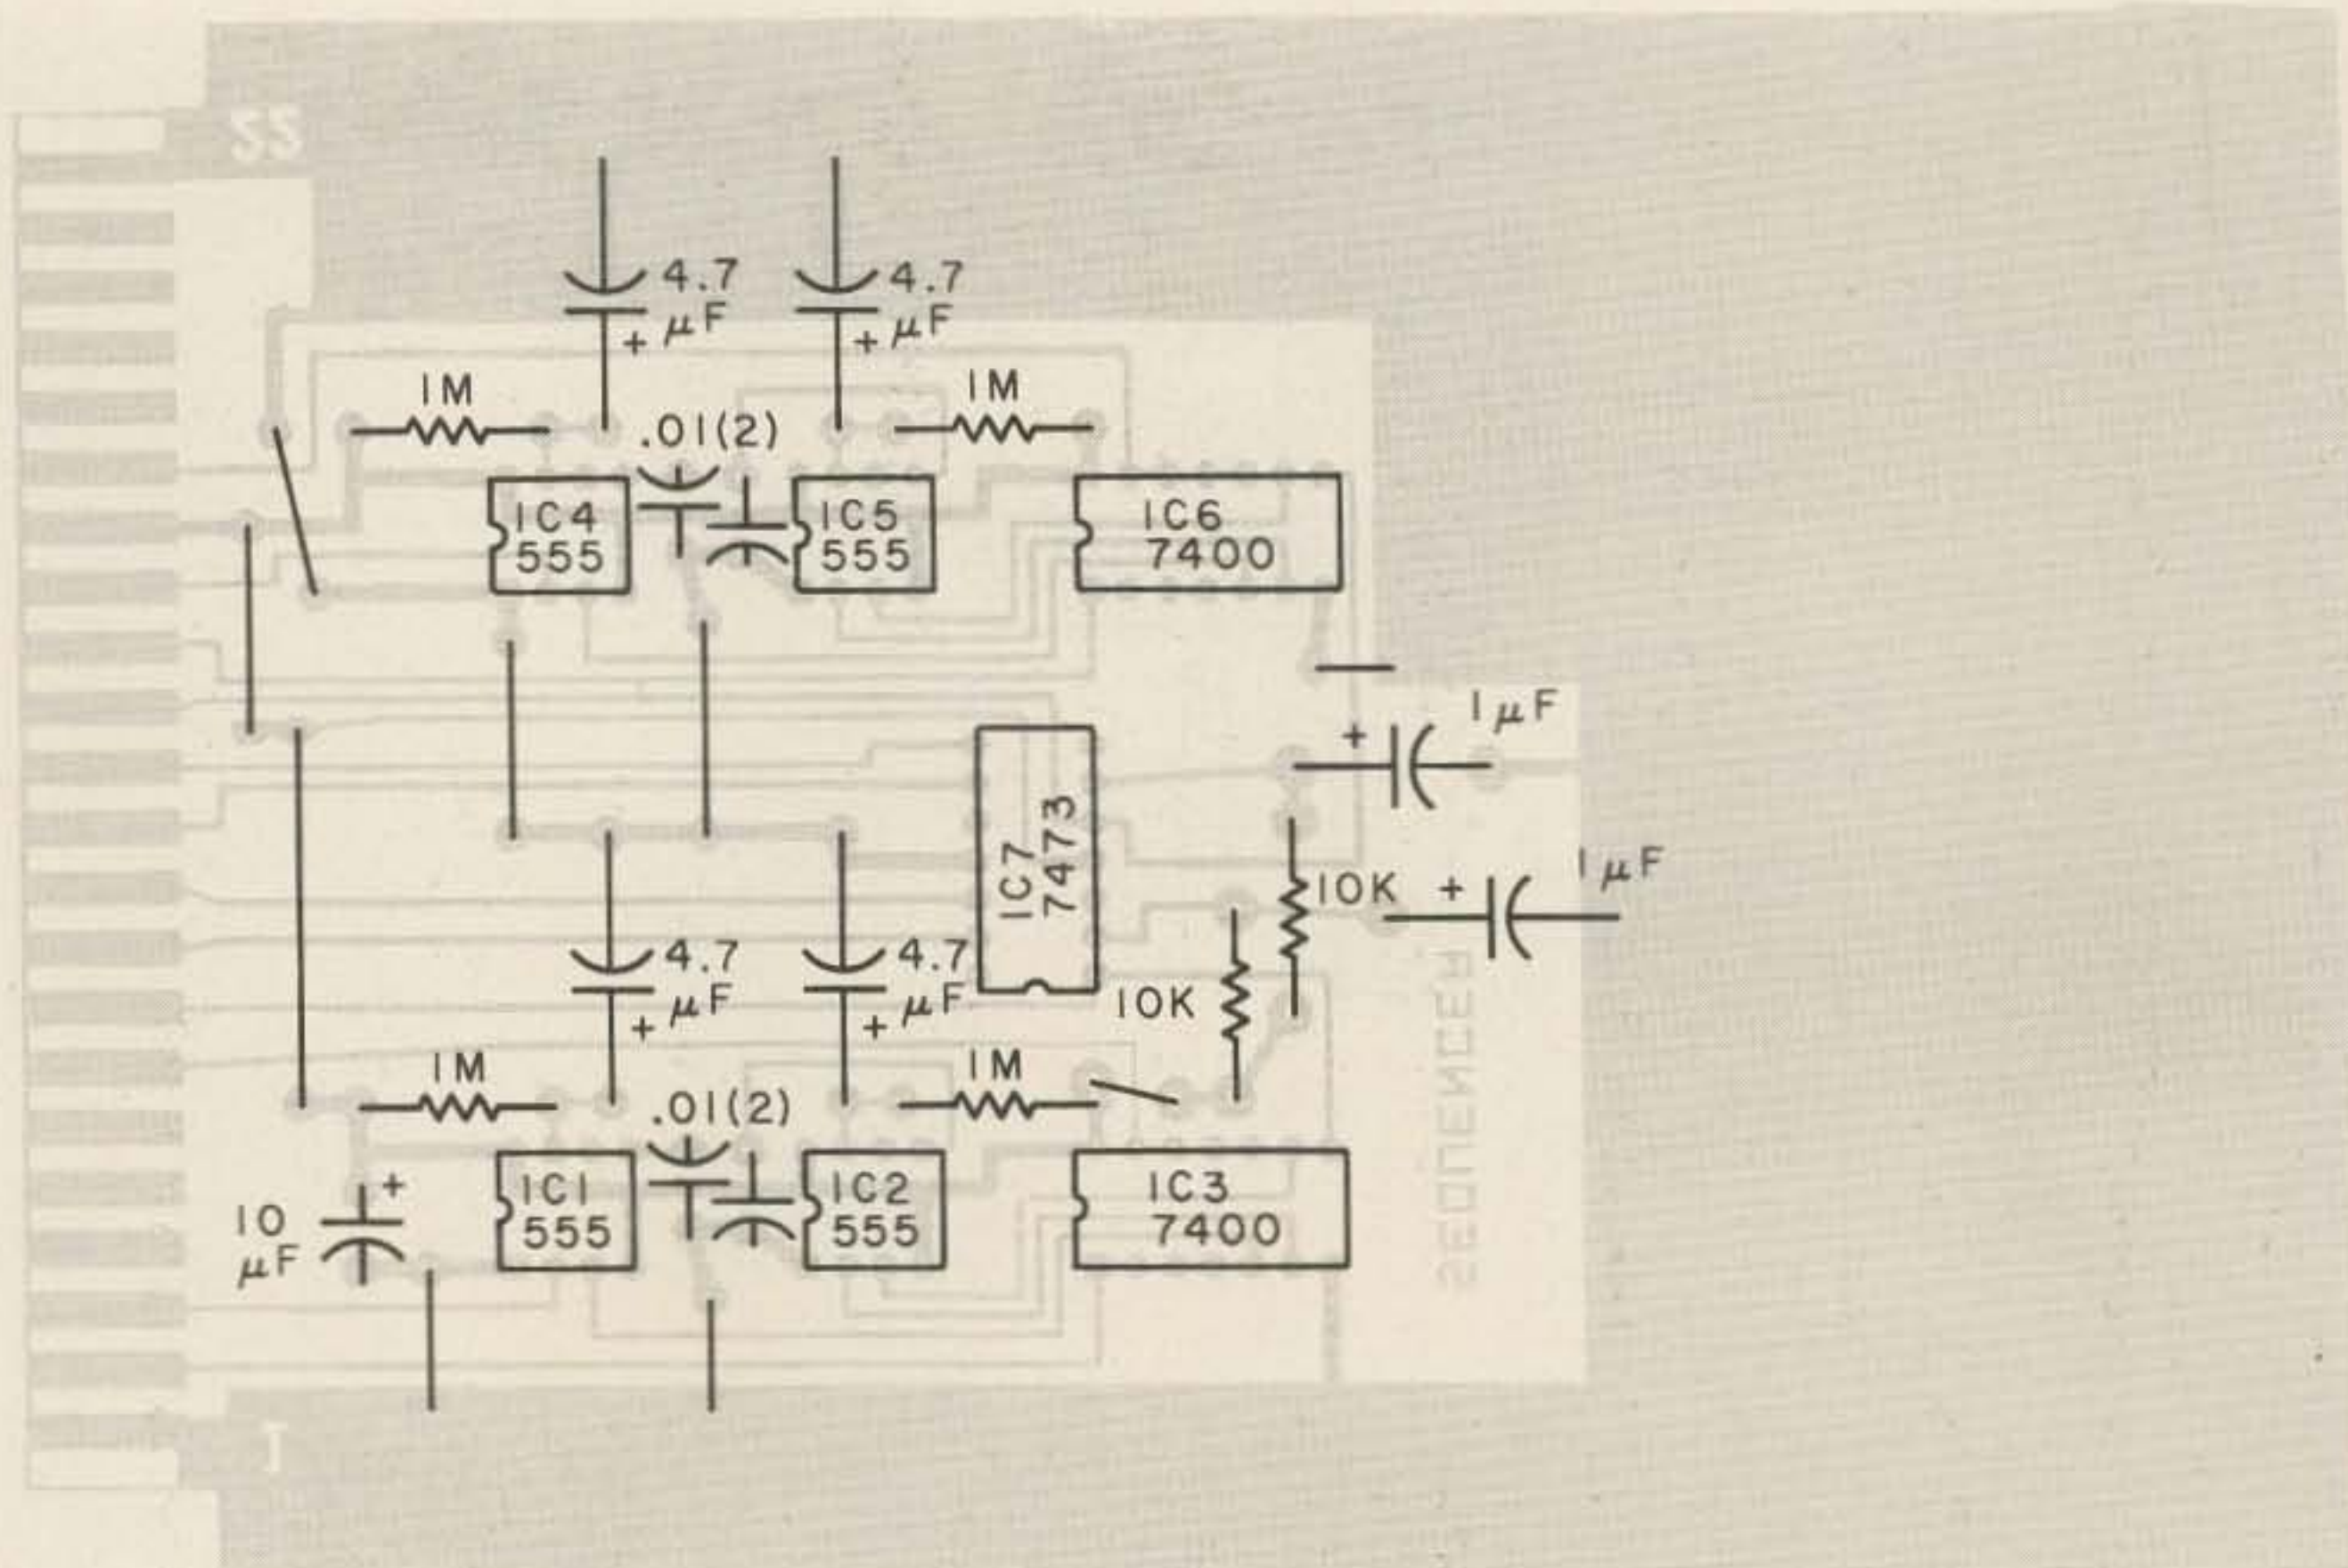 22
4.7 4.7
+ µF + µF
1M 1M
.01(2)
IC4 IC5 IC6
555 555 7400
1µF
+
IC7
7473
1µF
10K +
4.7 4.7
+ µF + µF
10K
SEQUENCER
1M 1M
.01(2)
+
10
µF
IC1 IC2 IC3
555 555 7400
1